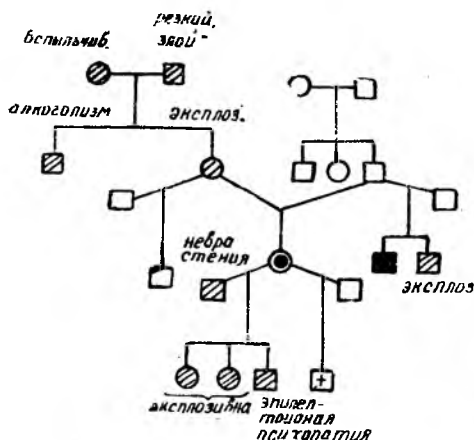 вспыльчив.
резкий,
злой
алкоголизм
эксплоз.
невра
стения
эксплоз
эксплозивна
эпилеп-
тоидная
психопатия